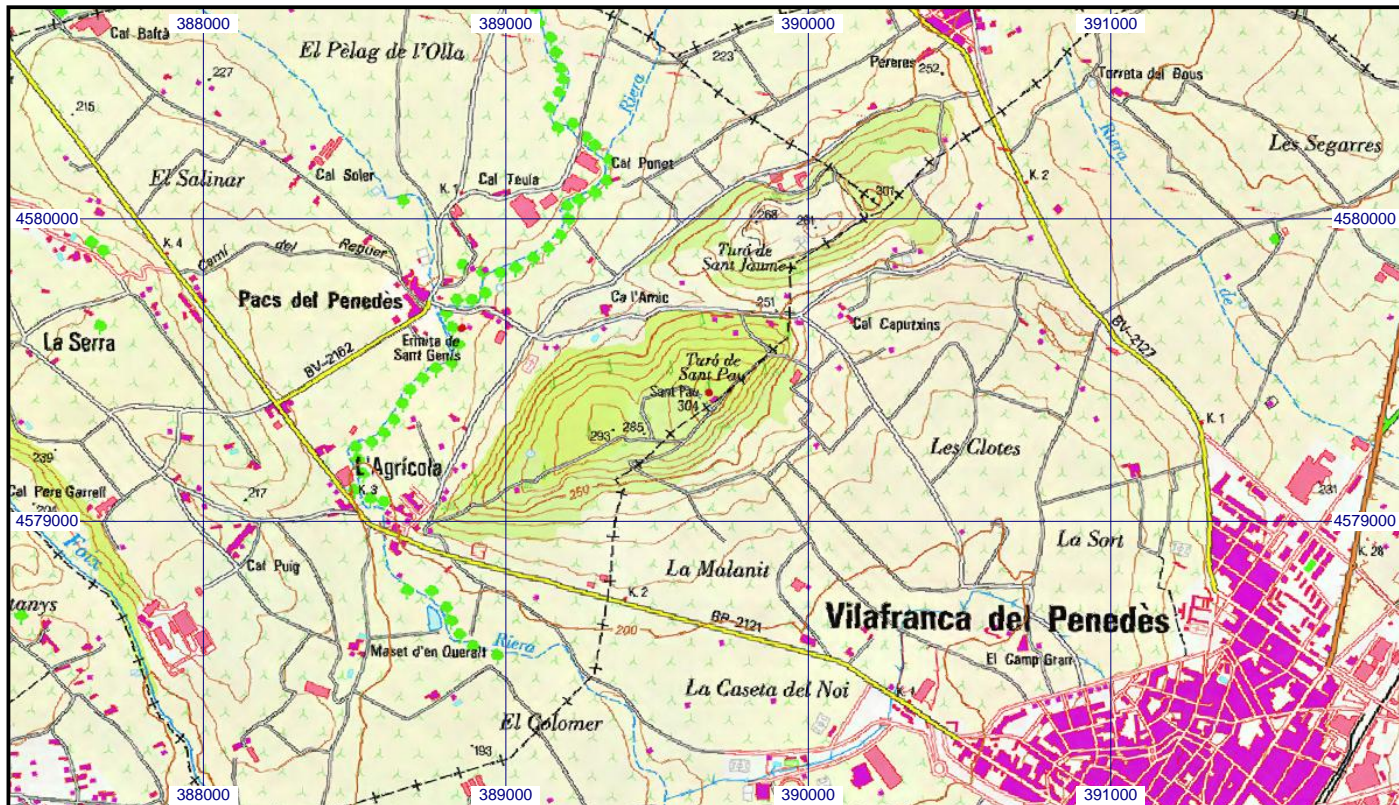 388000
389000
390000
391000
Cal Baltà
El Pèlag de l'Olla
223
Pereres
252
Torreta del Bous
227
Riera
215
Riera
Les Segarres
Cal Soler
Cal Ponet
El Salinar
K. 1
Cal Teula
K. 2
301
4580000
268
261
4580000
K. 4
Camí del Reguer
Turó de
Sant Jaume
Pacs del Penedès
Ca l'Amic
251
de
La Serra
Ermita de
Sant Genís
Cal Caputxins
BV-2162
BV-2127
Turó de
Sant Pau
Sant Pau
304
K. 1
293
285
Les Clotes
239
L'Agrícola
Cal Pere Garrell
K. 3
217
250
231
4579000
4579000
Foix
La Sort
K. 28
Cal Puig
La Malanit
tanys
K. 2
BP-2121
200
Vilafranca del Penedès
Maset d'en Queralt
Riera
El Camp Gran
La Caseta del Noi
K. 1
El Colomer
193
388000
389000
390000
391000